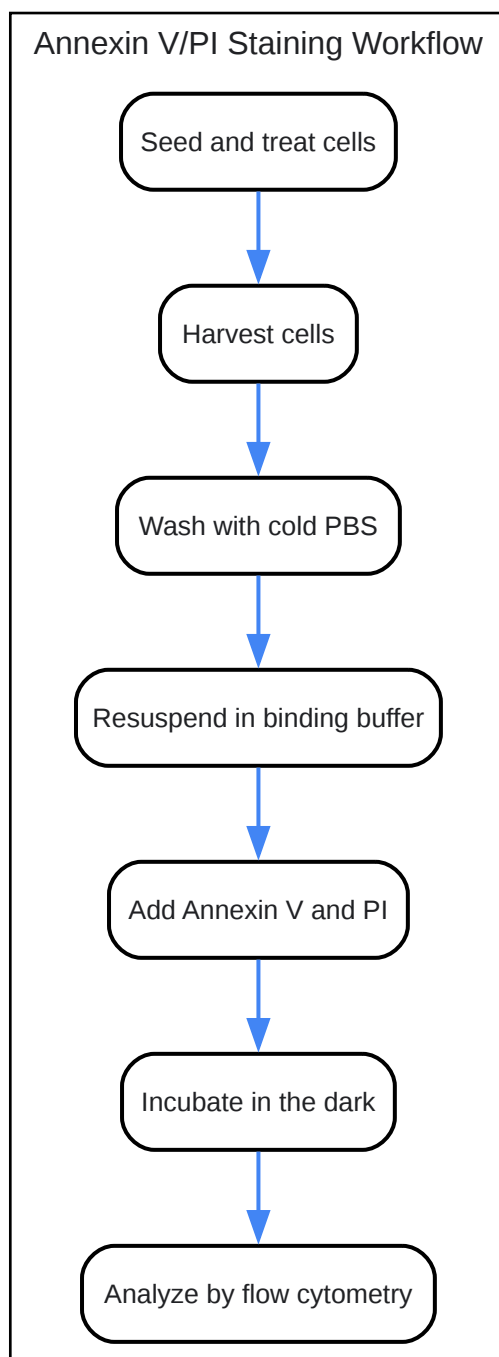 Annexin V/PI Staining Workflow
Seed and treat cells
Harvest cells
Wash with cold PBS
Resuspend in binding buffer
Add Annexin V and PI
Incubate in the dark
Analyze by flow cytometry